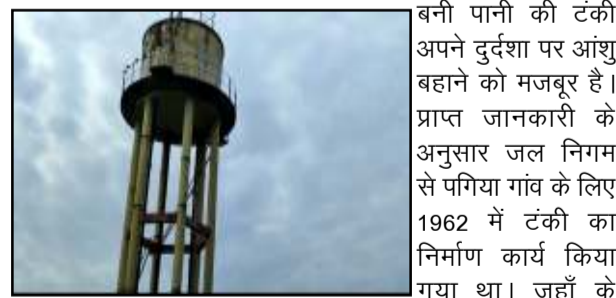 बनी पानी की टंकी
अपने दुर्दशा पर आंशु
बहाने को मजबूर है।
प्राप्त जानकारी के
अनुसार जल निगम
से पगिया गांव के लिए
1962 में टंकी का
निर्माण कार्य किया
गया था। जहाँ के